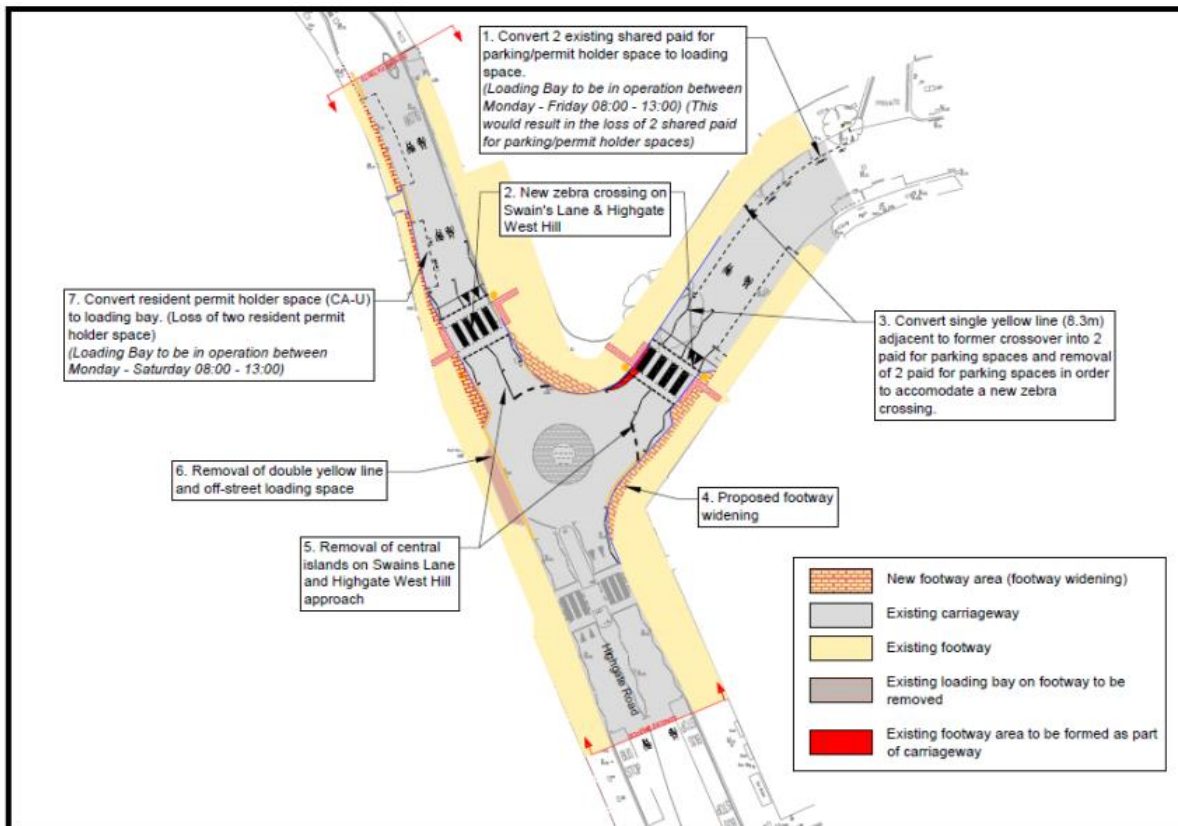 1. Convert 2 existing shared paid for
parking/permit holder space to loading
space.
(Loading Bay to be in operation between
Monday - Friday 08:00 - 13:00) (This
would result in the loss of 2 shared paid
for parking/permit holder spaces)
2. New zebra crossing on
Swain's Lane & Highgate
West Hill
7. Convert resident permit holder space (CA-U)
to loading bay. (Loss of two resident permit
holder space)
(Loading Bay to be in operation between
Monday - Saturday 08:00 - 13:00)
3. Convert single yellow line (8.3m)
adjacent to former crossover into 2
paid for parking spaces and removal
of 2 paid for parking spaces in order
to accomodate a new zebra
crossing.
6. Removal of double yellow line
and off-street loading space
4. Proposed footway
widening
5. Removal of central
islands on Swains Lane
and Highgate West Hill
approach
Highgate Road
New footway area (footway widening)
Existing carriageway
Existing footway
Existing loading bay on footway to be
removed
Existing footway area to be formed as part
of carriageway